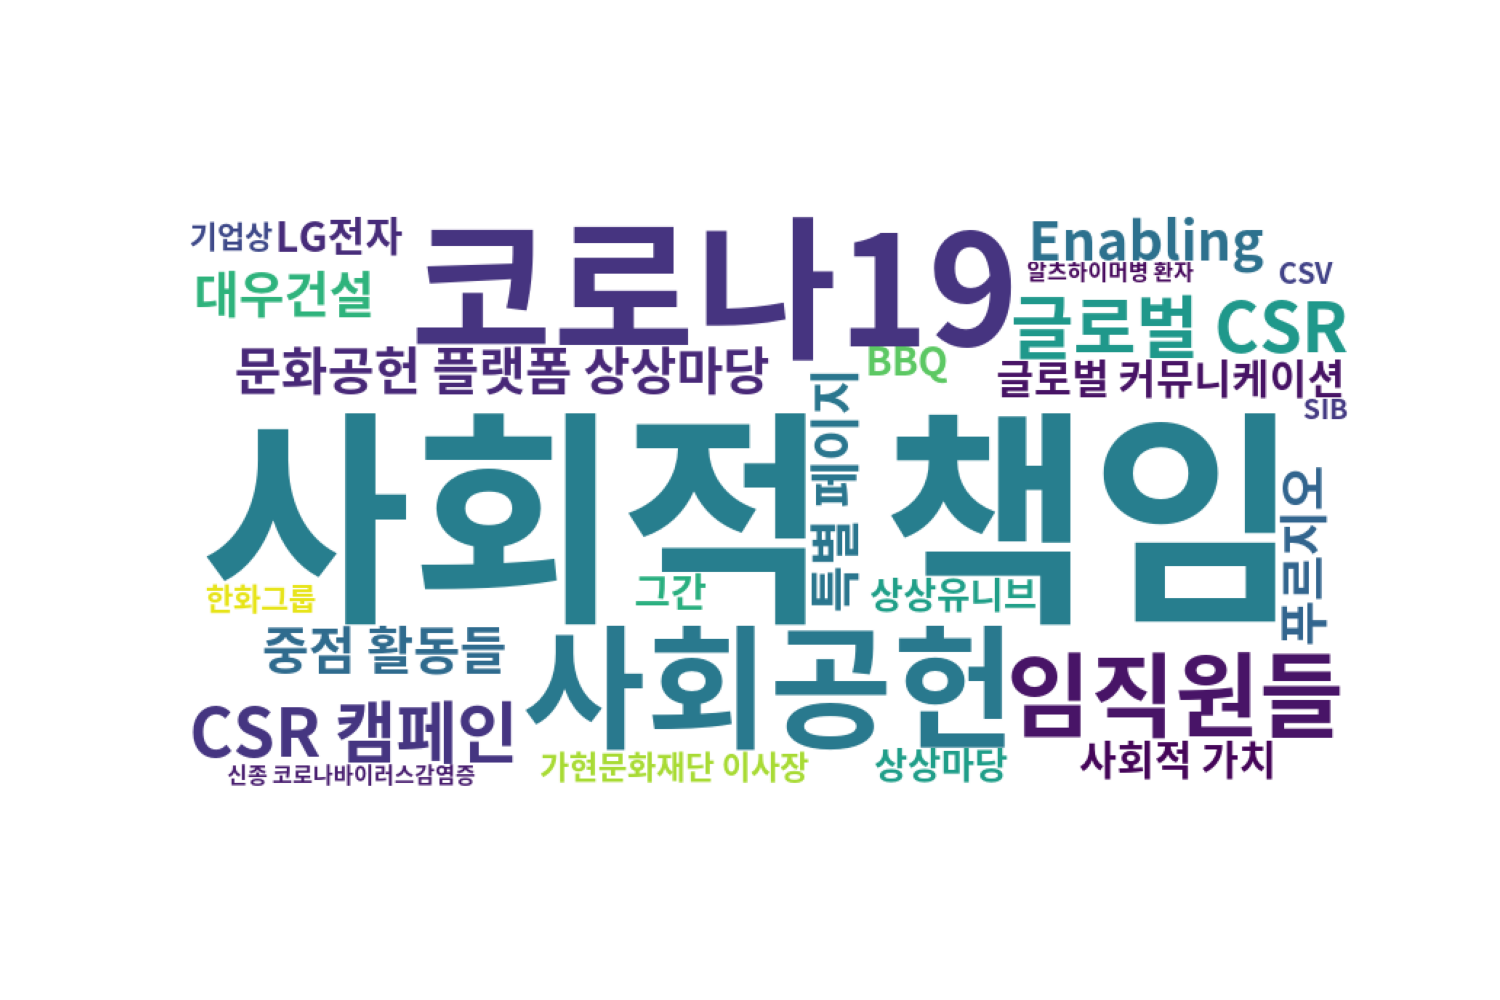 기업상
LG전자
코로나19
Enabling
알츠하이머병 환자
CSV
대우건설
글로벌 CSR
문화공헌 플랫폼 상상마당
BBQ
글로벌 커뮤니케이션
SIB
사회적 책임
특별 페이지
푸르지오
한화그룹
그간
상상유니브
중점 활동들
사회공헌
임직원들
CSR 캠페인
신종 코로나바이러스감염증
가현문화재단 이사장
상상마당
사회적 가치